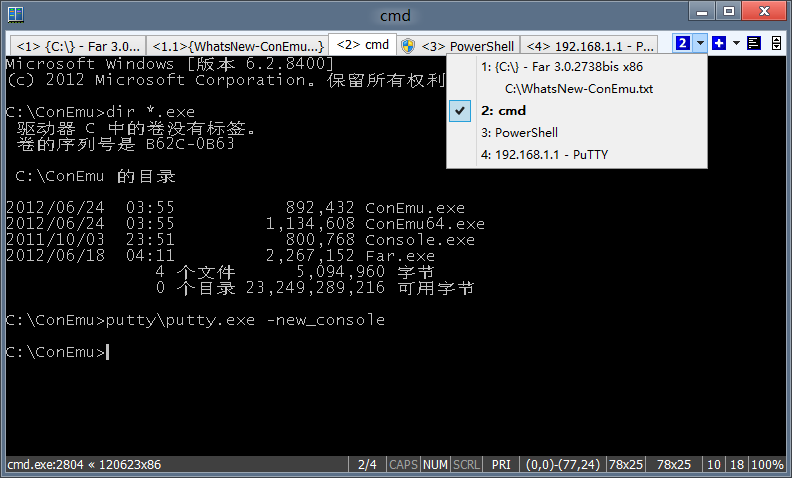 cmd
<1> {C:\} - Far 3.0... <1.1>{WhatsNew-ConEmu...} <2> cmd <3> PowerShell <4> 192.168.1.1 - P... 2
1: {C:\} - Far 3.0.2738bis x86
C:\WhatsNew-ConEmu.txt
2: cmd
3: PowerShell
4: 192.168.1.1 - PuTTY
Microsoft Windows [版本 6.2.8400]
(c) 2012 Microsoft Corporation。保留所有权利
C:\ConEmu>dir *.exe
驱动器 C 中的卷没有标签。
卷的序列号是 B62C-0B63
C:\ConEmu 的目录
2012/06/24  03:55           892,432 ConEmu.exe
2012/06/24  03:55         1,134,608 ConEmu64.exe
2011/10/03  23:51           800,768 Console.exe
2012/06/18  04:11         2,267,152 Far.exe
4 个文件      5,094,960 字节
0 个目录 23,249,289,216 可用字节
C:\ConEmu>putty\putty.exe -new_console
C:\ConEmu>
cmd.exe:2804 « 120623x86 2/4 CAPS NUM SCRL PRI (0,0)-(77,24) 78x25 78x25 10 18 100%